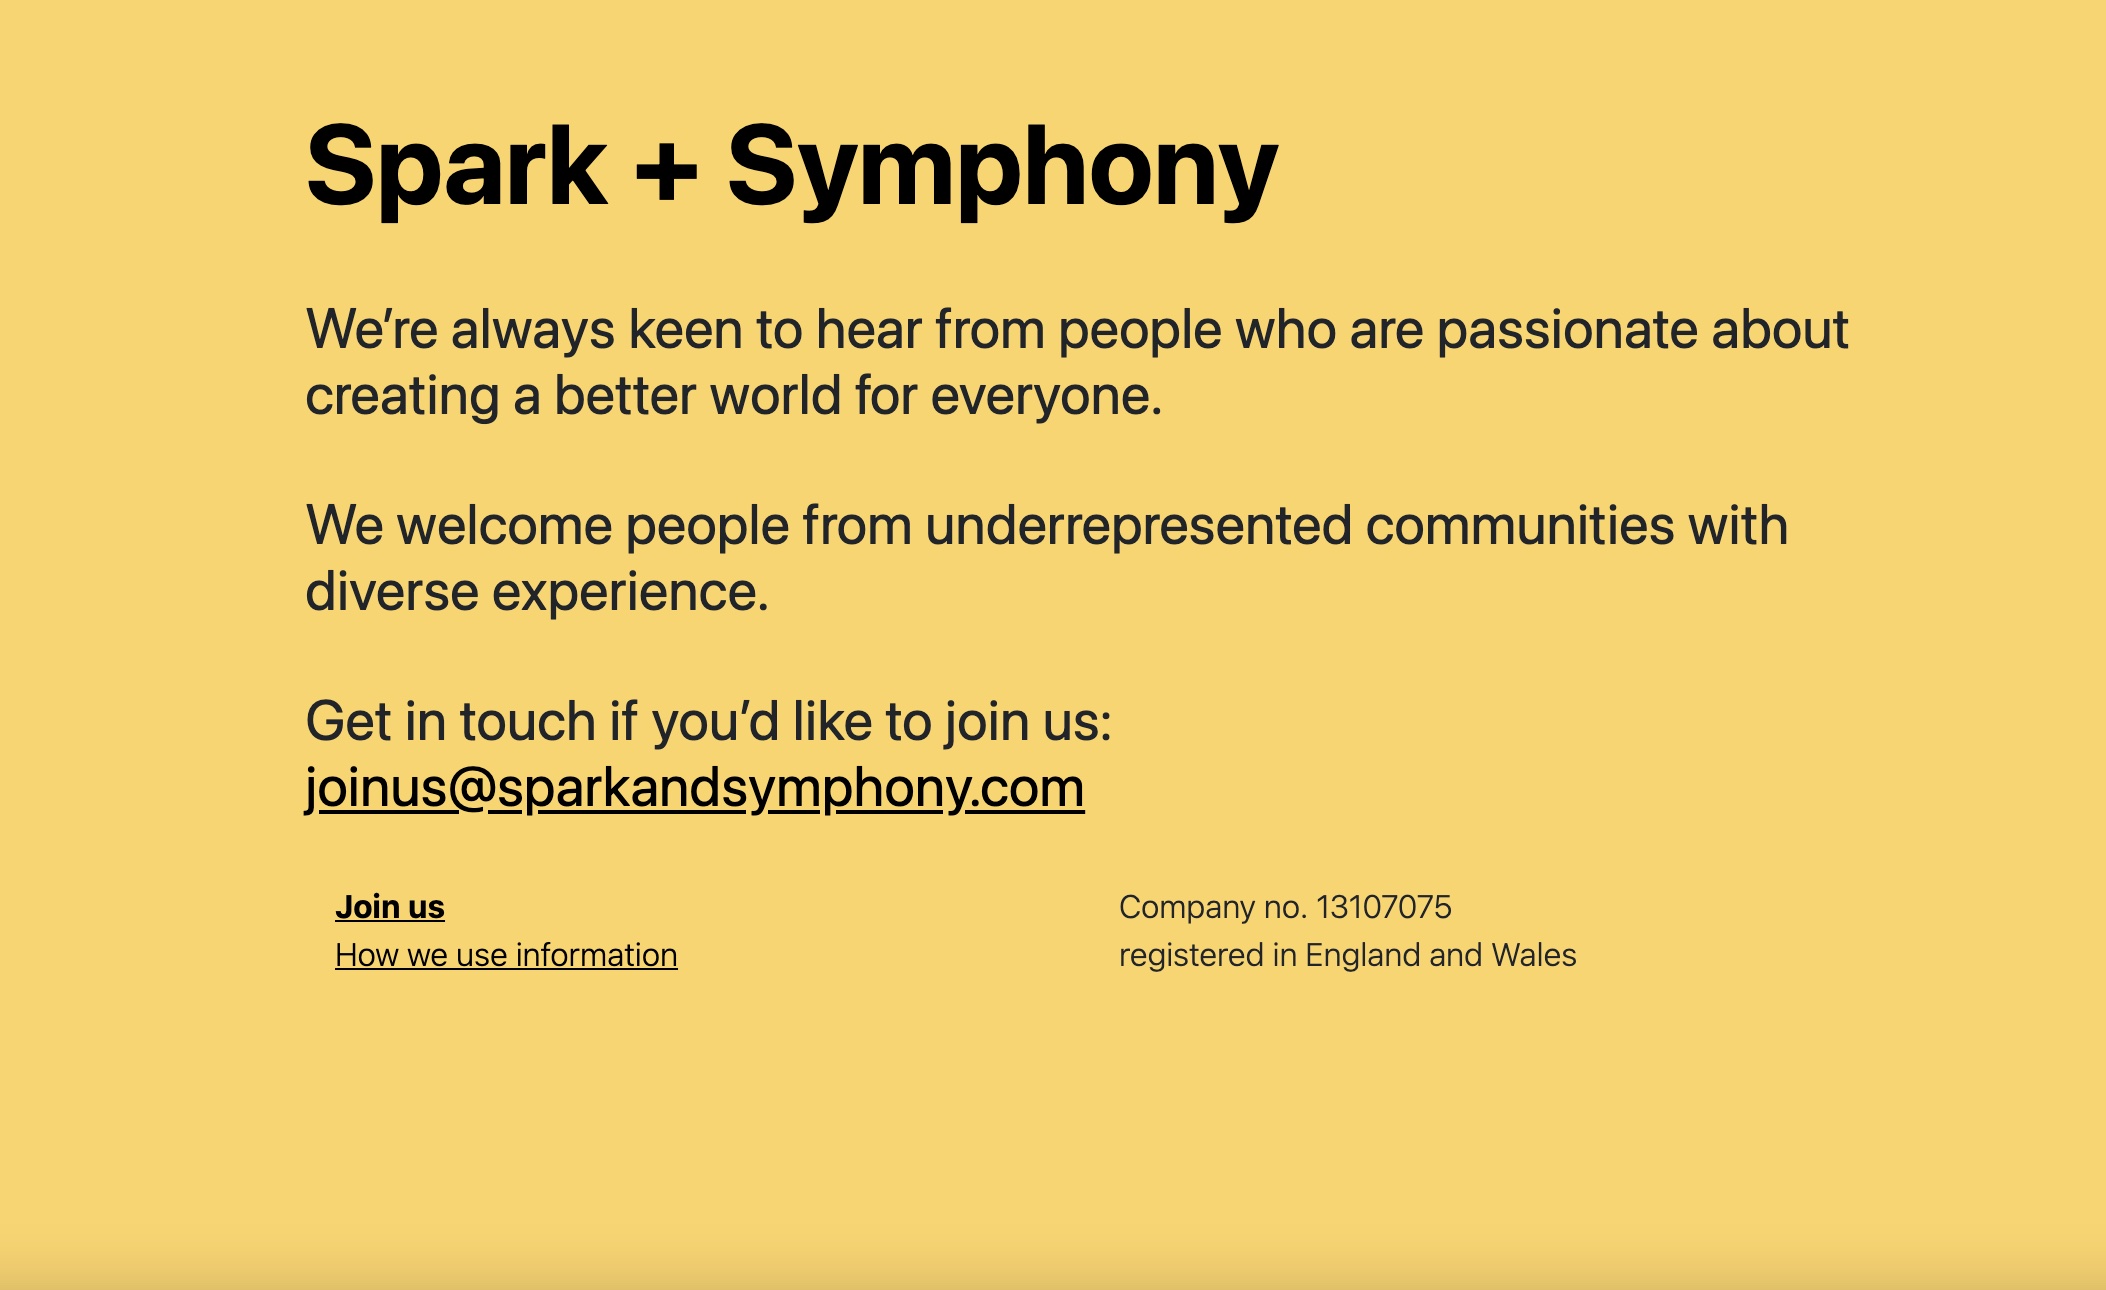 Spark + Symphony
We’re always keen to hear from people who are passionate about
creating a better world for everyone.
We welcome people from underrepresented communities with
diverse experience.
Get in touch if you’d like to join us:
joinus@sparkandsymphony.com
Join us
How we use information
Company no. 13107075
registered in England and Wales